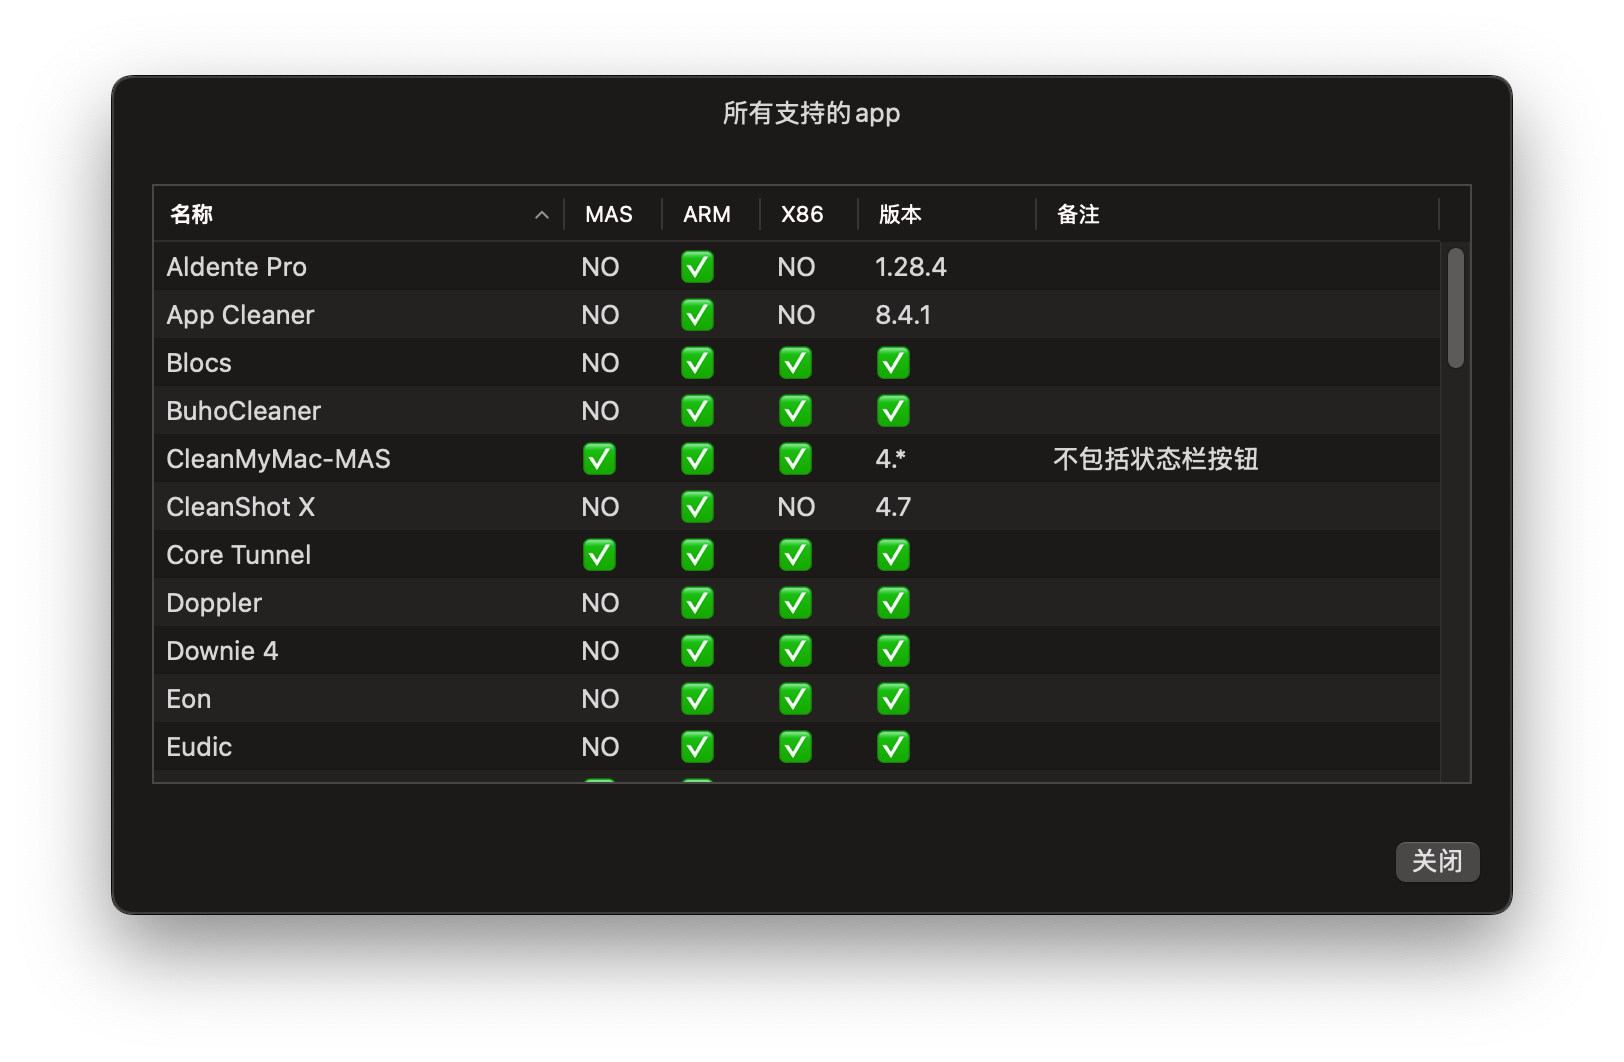 所有支持的app
名称 MAS ARM X86 版本 备注
Aldente Pro NO ✅ NO 1.28.4
App Cleaner NO ✅ NO 8.4.1
Blocs NO ✅ ✅ ✅
BuhoCleaner NO ✅ ✅ ✅
CleanMyMac-MAS ✅ ✅ ✅ 4.* 不包括状态栏按钮
CleanShot X NO ✅ NO 4.7
Core Tunnel ✅ ✅ ✅ ✅
Doppler NO ✅ ✅ ✅
Downie 4 NO ✅ ✅ ✅
Eon NO ✅ ✅ ✅
Eudic NO ✅ ✅ ✅
关闭